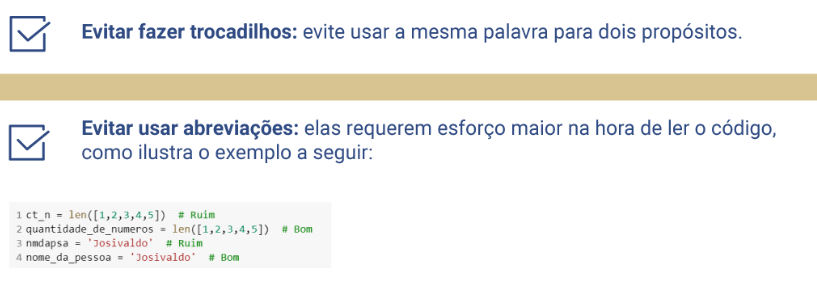 Evitar fazer trocadilhos: evite usar a mesma palavra para dois propósitos.
Evitar usar abreviações: elas requerem esforço maior na hora de ler o código,
como ilustra o exemplo a seguir:
1 ct_n = len([1,2,3,4,5])  # Ruim
2 quantidade_de_numeros = len([1,2,3,4,5])  # Bom
3 nmdapsa = 'Josivaldo'  # Ruim
4 nome_da_pessoa = 'Josivaldo'  # Bom